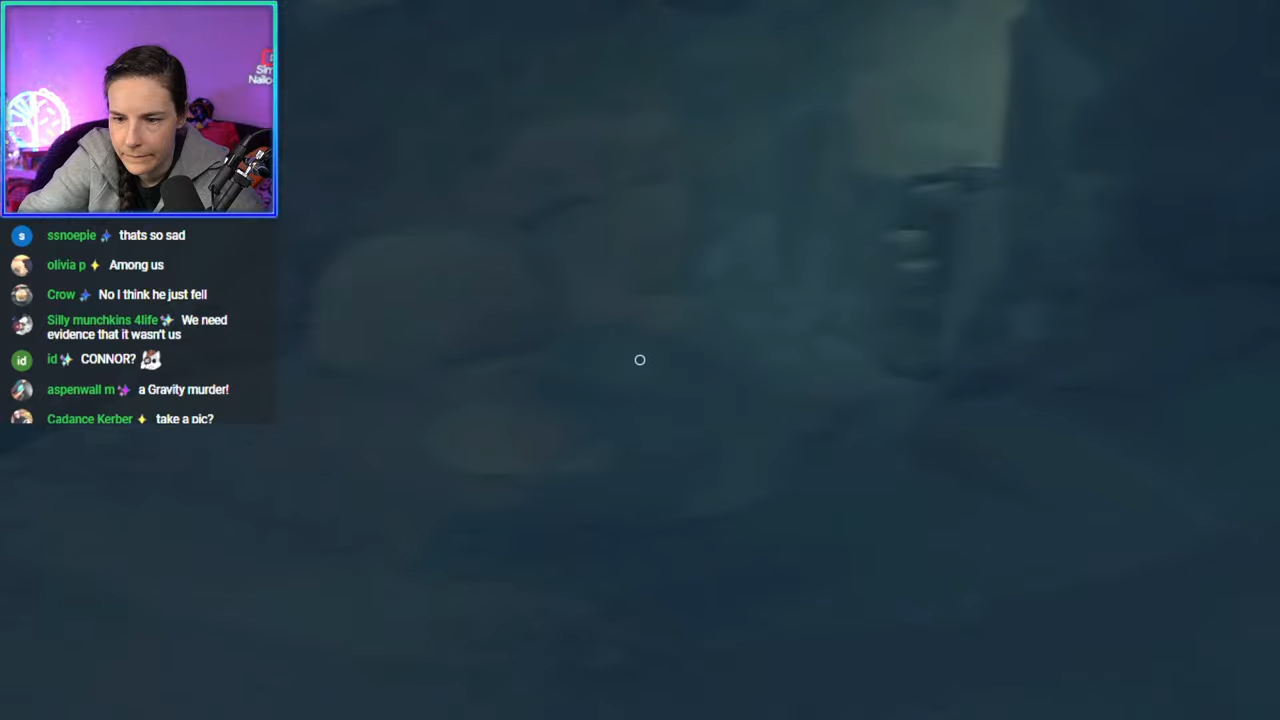 s
ssnoepie thats so sad
olivia p Among us
Crow No I think he just fell
Silly munchkins 4life We need
evidence that it wasn't us
id
id CONNOR?
aspenwall m a Gravity murder!
Cadance Kerber take a pic?